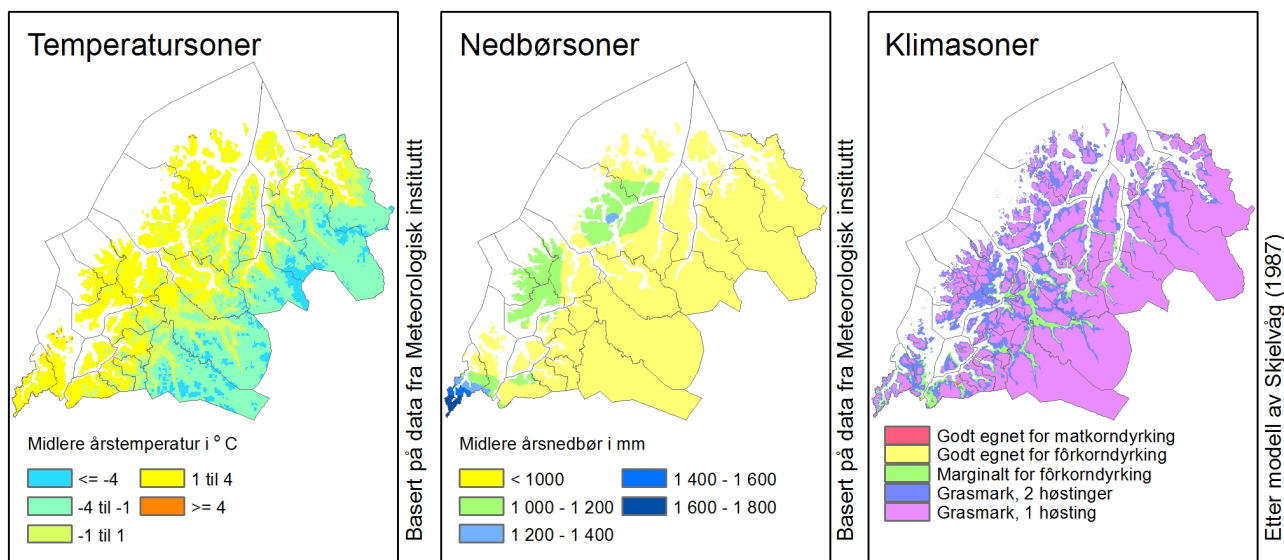 Temperatursoner
Midlere årstemperatur i ° C
<= -4
-4 til -1
-1 til 1
1 til 4
>= 4
Basert på data fra Meteorologisk instituttt
Nedbørsoner
Midlere årsnedbør i mm
< 1000
1 000 - 1 200
1 200 - 1 400
1 400 - 1 600
1 600 - 1 800
Basert på data fra Meteorologisk instituttt
Klimasoner
Godt egnet for matkorndyrking
Godt egnet for fôrkorndyrking
Marginalt for fôrkorndyrking
Grasmark, 2 høstinger
Grasmark, 1 høsting
Etter modell av Skjelvåg (1987)